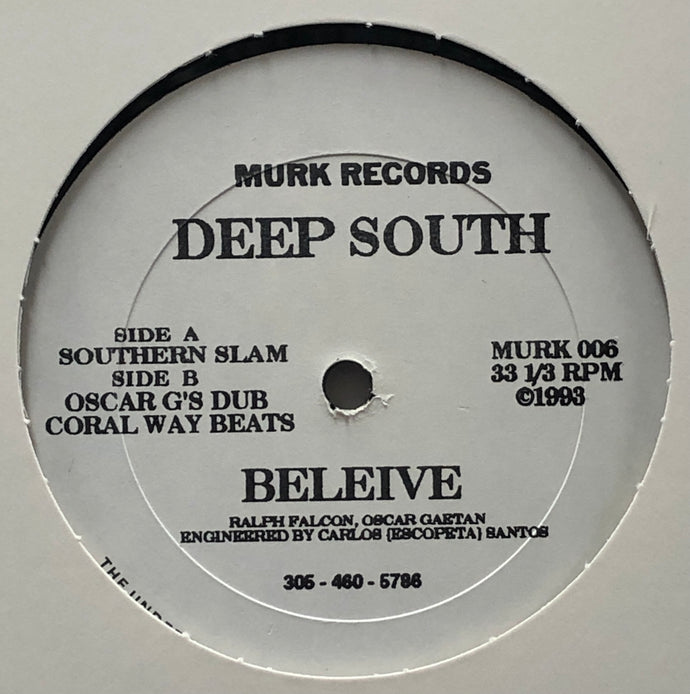 MURK RECORDS
DEEP SOUTH
SIDE A
SOUTHERN SLAM
SIDE B
OSCAR G'S DUB
CORAL WAY BEATS
MURK 006
33 1/3 RPM
©1993
BELEIVE
RALPH FALCON, OSCAR GAETAN
ENGINEERED BY CARLOS {ESCOPETA} SANTOS
305 - 460 - 5786
THE